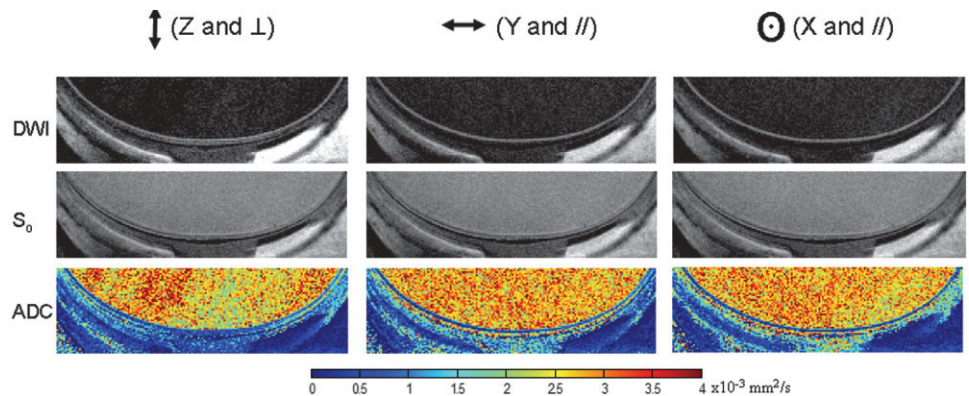 (Z and ⊥) (Y and //) (X and //)
DWI
S₀
ADC
0 0.5 1 1.5 2 2.5 3 3.5 4 x10⁻³ mm²/s